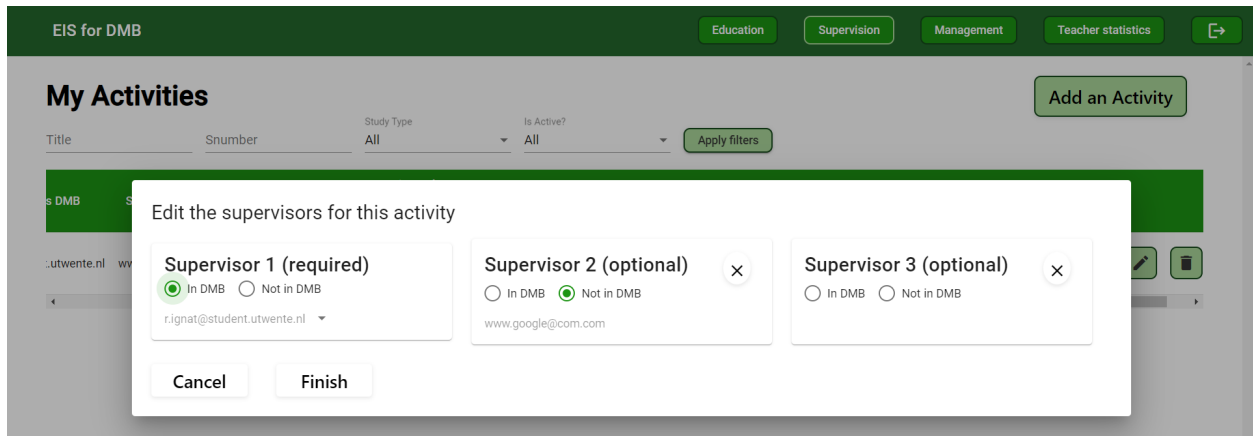 EIS for DMB
Education
Supervision
Management
Teacher statistics
My Activities
Add an Activity
Title
Snumber
Study Type
All
Is Active?
All
Apply filters
s DMB
S
.utwente.nl
Edit the supervisors for this activity
Supervisor 1 (required)
In DMB Not in DMB
r.ignat@student.utwente.nl
Supervisor 2 (optional)
In DMB Not in DMB
www.google@com.com
Supervisor 3 (optional)
In DMB Not in DMB
Cancel
Finish